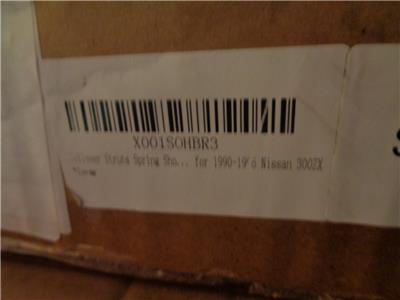 X001SOHBR3
Struts Spring Sho... for 1990-19 6 Nissan 300ZX
S